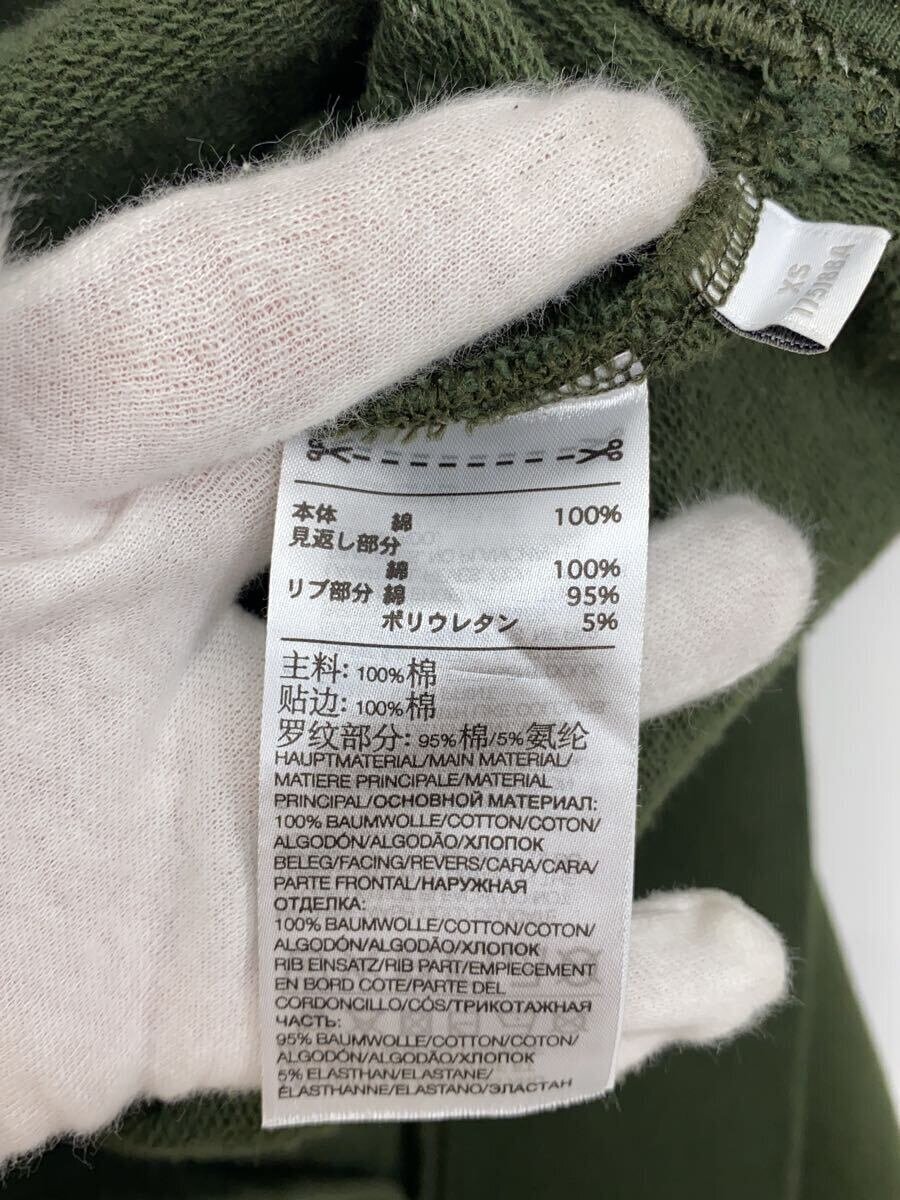 XS
本体 綿 100%
見返し部分
綿 100%
リブ部分 綿 95%
ポリウレタン 5%
主料: 100%棉
贴边: 100%棉
罗纹部分: 95%棉/5%氨纶
HAUPTMATERIAL/MAIN MATERIAL/
MATIERE PRINCIPALE/MATERIAL
PRINCIPAL/ОСНОВНОЙ МАТЕРИАЛ:
100% BAUMWOLLE/COTTON/COTON/
ALGODÓN/ALGODÃO/ХЛОПОК
BELEG/FACING/REVERS/CARA/CARA/
PARTE FRONTAL/НАРУЖНАЯ
ОТДЕЛКА:
100% BAUMWOLLE/COTTON/COTON/
ALGODÓN/ALGODÃO/ХЛОПОК
RIB EINSATZ/RIB PART/EMPIECEMENT
EN BORD COTE/PARTE DEL
CORDONCILLO/CÓS/ТРИКОТАЖНАЯ
ЧАСТЬ:
95% BAUMWOLLE/COTTON/COTON/
ALGODÓN/ALGODÃO/ХЛОПОК
5% ELASTHAN/ELASTANE/
ÉLASTHANNE/ELASTANO/ЭЛАСТАН